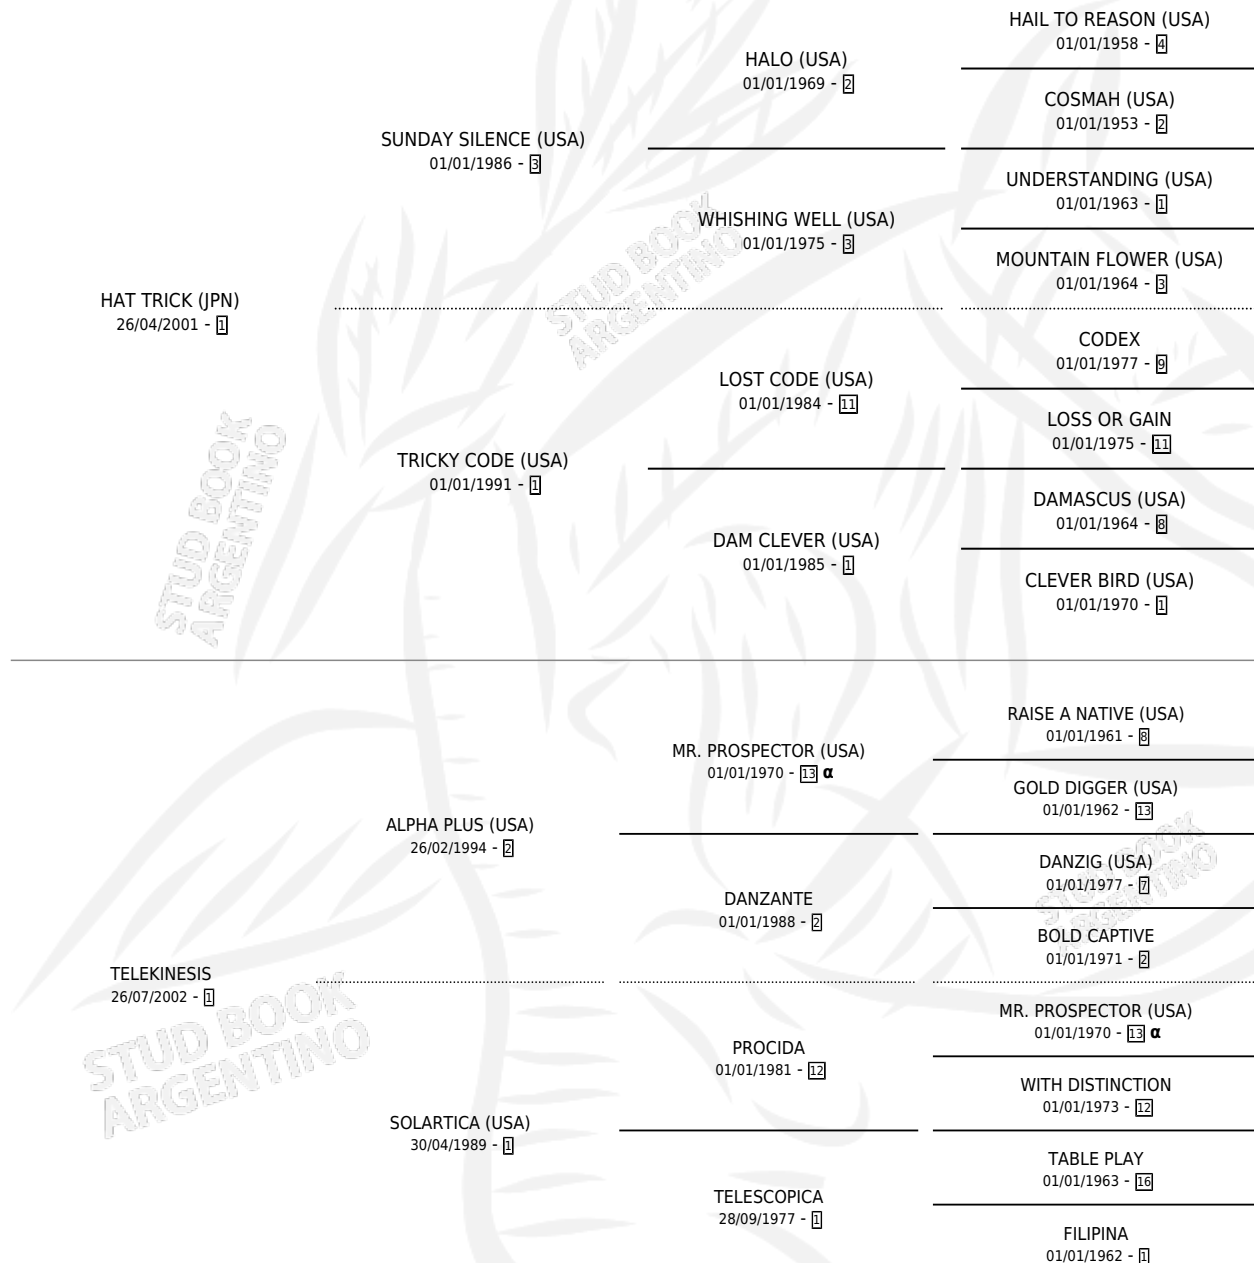 HAIL TO REASON (USA)
01/01/1958 - 4
HALO (USA)
01/01/1969 - 2
COSMAH (USA)
01/01/1953 - 2
SUNDAY SILENCE (USA)
01/01/1986 - 3
UNDERSTANDING (USA)
01/01/1963 - 1
WHISHING WELL (USA)
01/01/1975 - 3
MOUNTAIN FLOWER (USA)
01/01/1964 - 3
HAT TRICK (JPN)
26/04/2001 - 1
CODEX
01/01/1977 - 9
LOST CODE (USA)
01/01/1984 - 11
LOSS OR GAIN
01/01/1975 - 11
TRICKY CODE (USA)
01/01/1991 - 1
DAMASCUS (USA)
01/01/1964 - 8
DAM CLEVER (USA)
01/01/1985 - 1
CLEVER BIRD (USA)
01/01/1970 - 1
RAISE A NATIVE (USA)
01/01/1961 - 8
MR. PROSPECTOR (USA)
01/01/1970 - 13 α
GOLD DIGGER (USA)
01/01/1962 - 13
ALPHA PLUS (USA)
26/02/1994 - 2
DANZIG (USA)
01/01/1977 - 7
DANZANTE
01/01/1988 - 2
BOLD CAPTIVE
01/01/1971 - 2
TELEKINESIS
26/07/2002 - 1
MR. PROSPECTOR (USA)
01/01/1970 - 13 α
PROCIDA
01/01/1981 - 12
WITH DISTINCTION
01/01/1973 - 12
SOLARTICA (USA)
30/04/1989 - 1
TABLE PLAY
01/01/1963 - 16
TELESCOPICA
28/09/1977 - 1
FILIPINA
01/01/1962 - 1
STUD BOOK
ARGENTINO
STUD BOOK
ARGENTINO
STUD BOOK
ARGENTINO
STUD BOOK
ARGENTINO